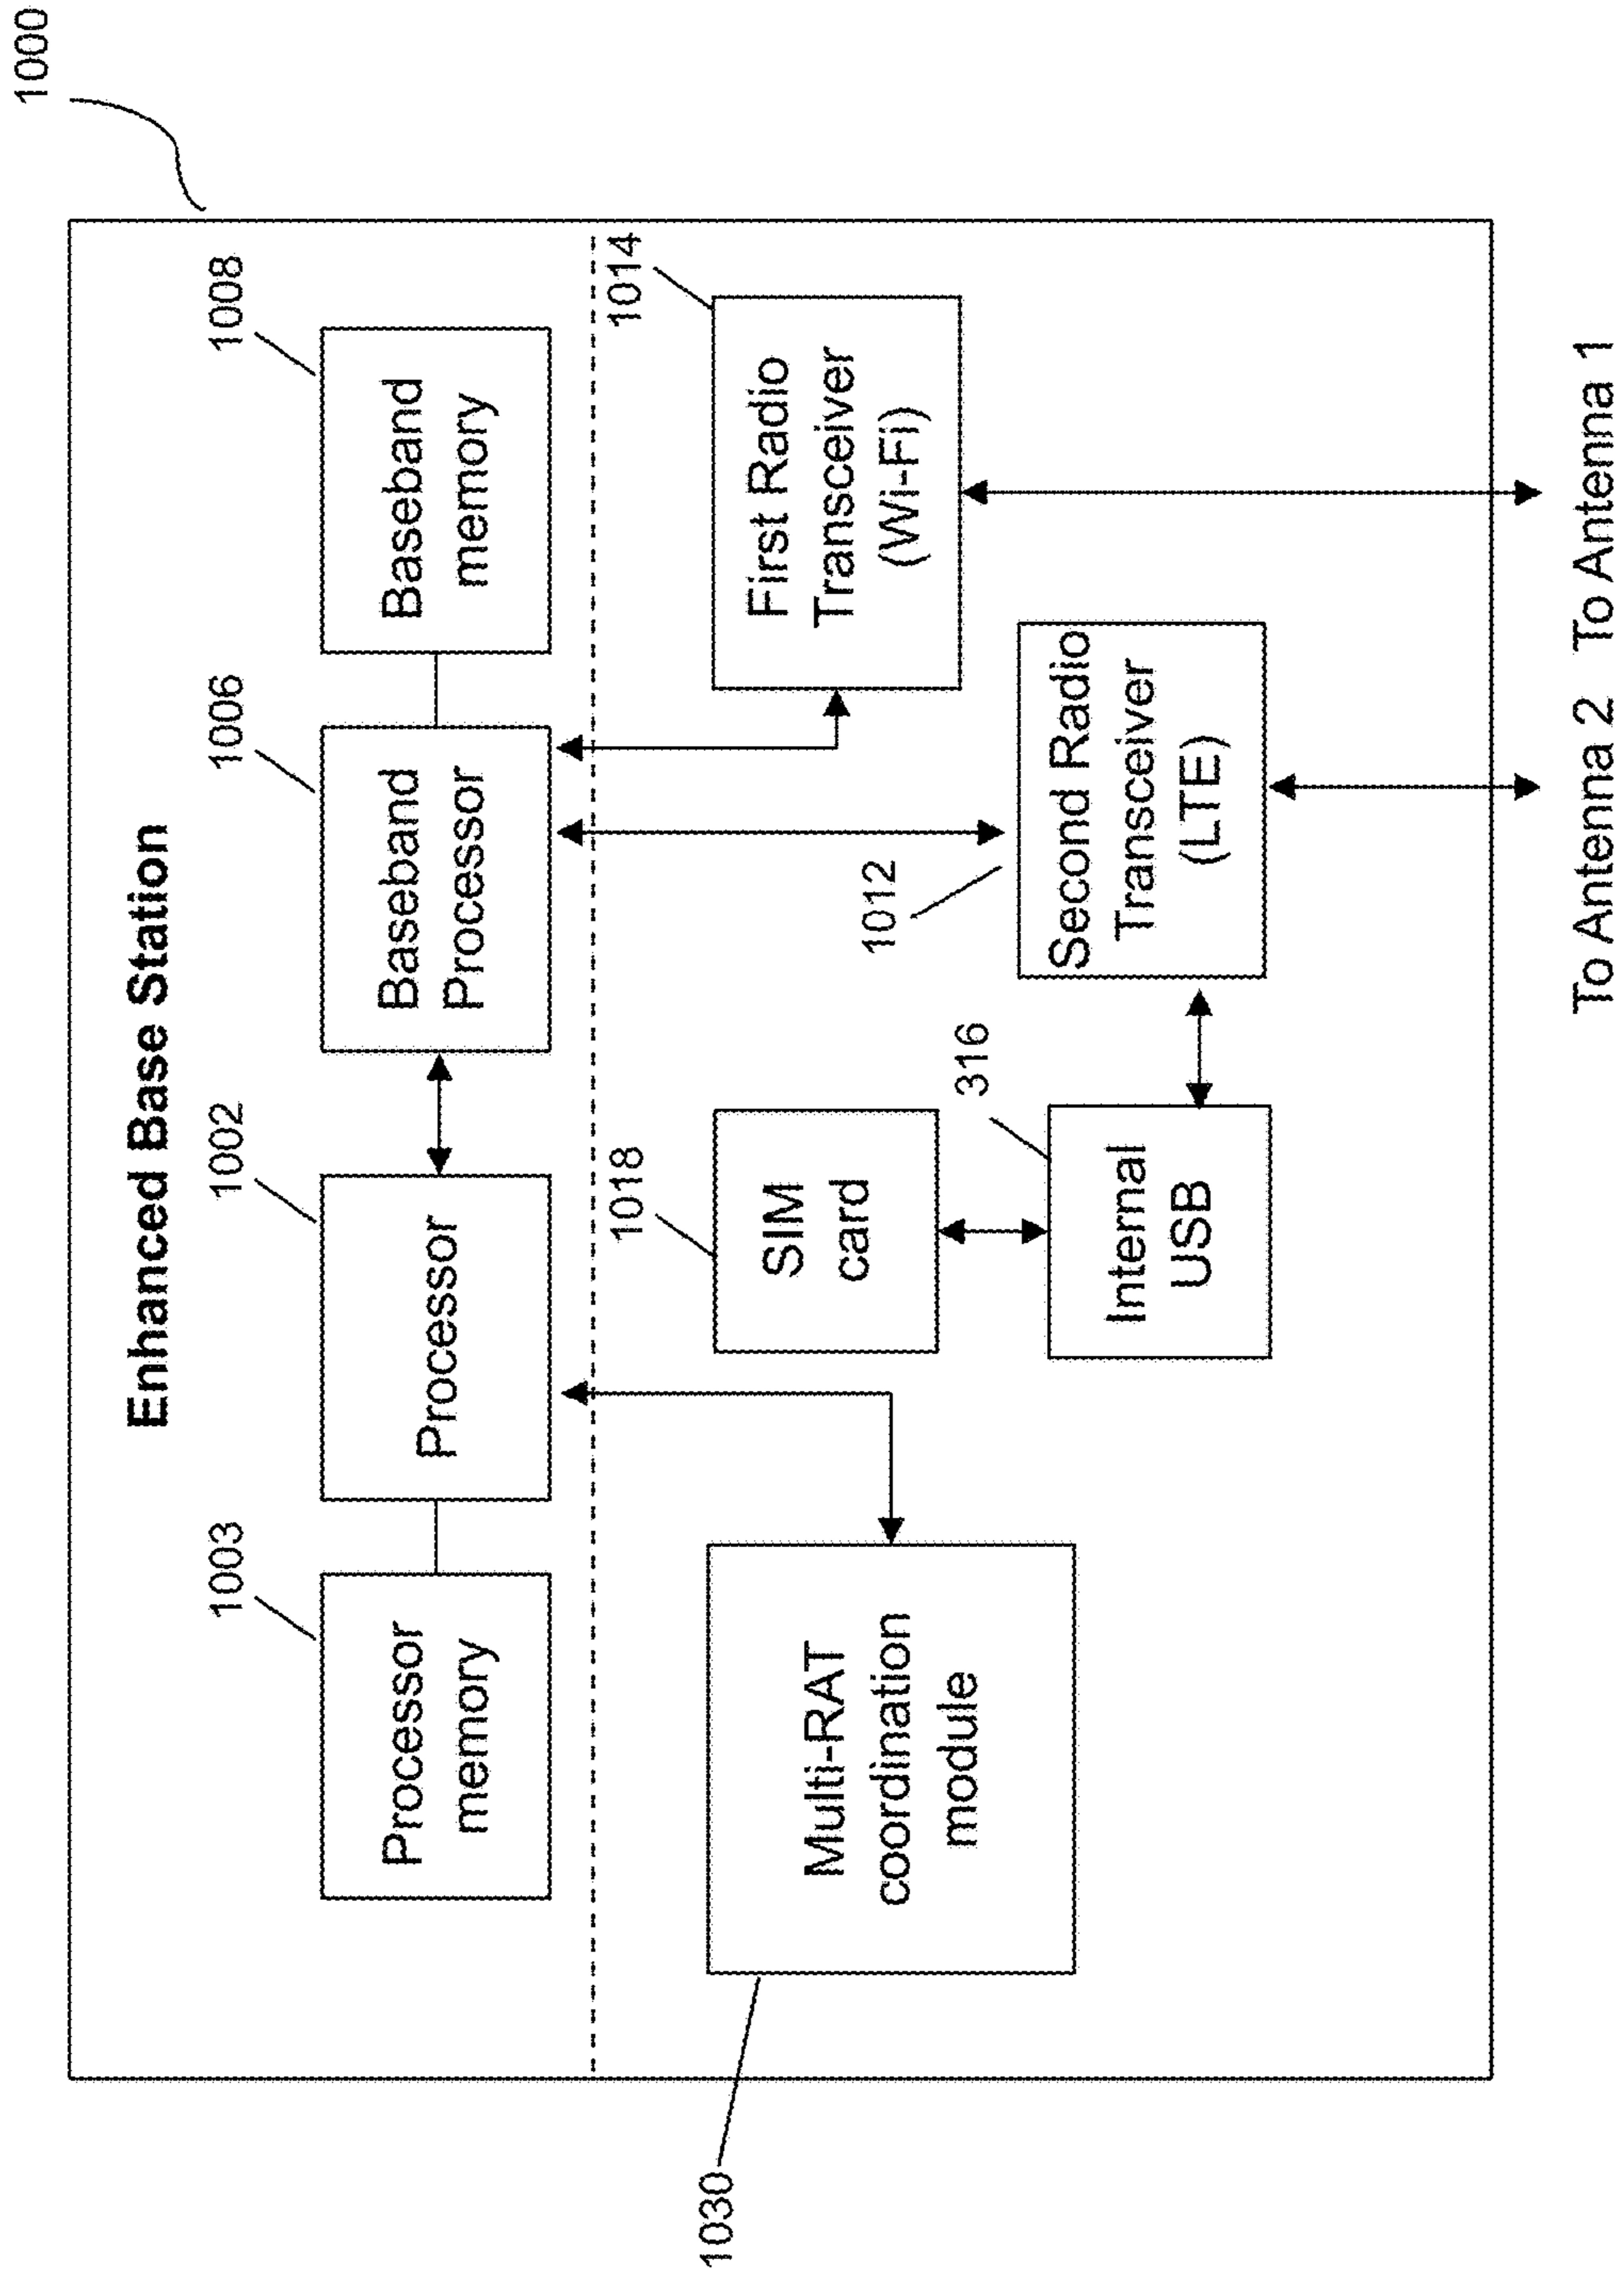 1000
Enhanced Base Station
1003
1002
1006
1008
Processor
memory
Processor
Baseband
Processor
Baseband
memory
1030
Multi-RAT
coordination
module
1018
SIM
card
1014
First Radio
Transceiver
(Wi-Fi)
316
Internal
USB
1012
Second Radio
Transceiver
(LTE)
To Antenna 2
To Antenna 1